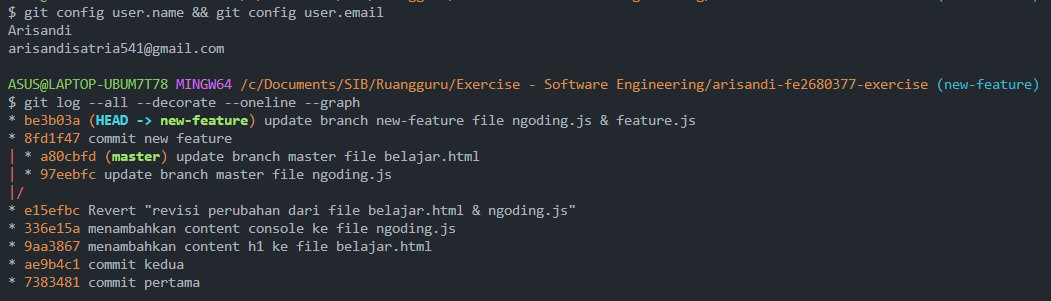 $ git config user.name && git config user.email
Arisandi
arisandisatria541@gmail.com
ASUS@LAPTOP-UBUM7T78 MINGW64 /c/Documents/SIB/Ruangguru/Exercise - Software Engineering/arisandi-fe2680377-exercise (new-feature)
$ git log --all --decorate --oneline --graph
* be3b03a (HEAD -> new-feature) update branch new-feature file ngoding.js & feature.js
* 8fd1f47 commit new feature
| * a80cbfd (master) update branch master file belajar.html
| * 97eebfc update branch master file ngoding.js
|/
* e15efbc Revert "revisi perubahan dari file belajar.html & ngoding.js"
* 336e15a menambahkan content console ke file ngoding.js
* 9aa3867 menambahkan content h1 ke file belajar.html
* ae9b4c1 commit kedua
* 7383481 commit pertama